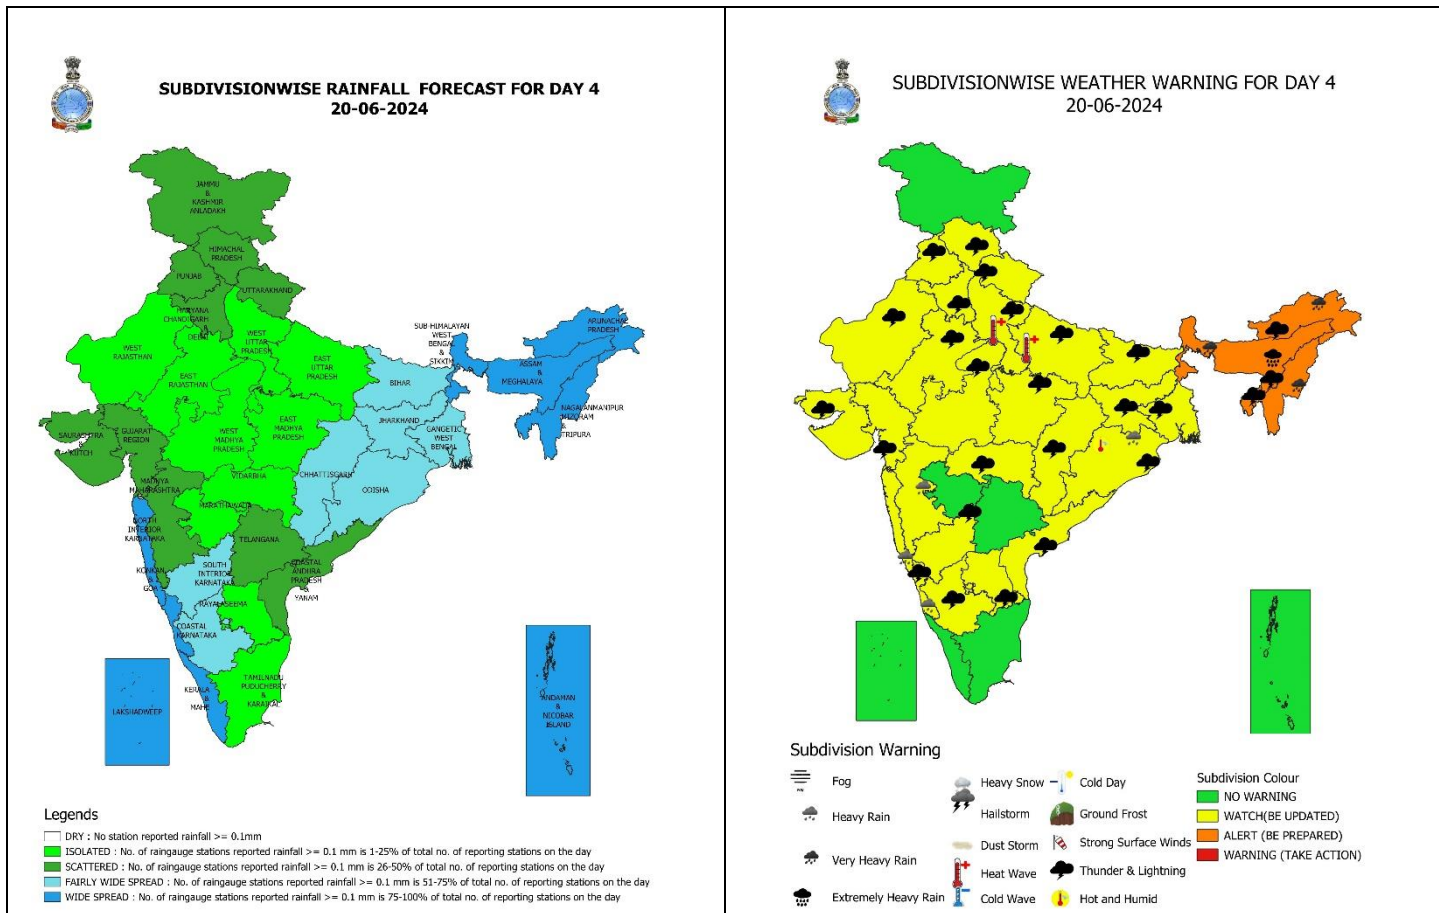 SUBDIVISIONWISE RAINFALL FORECAST FOR DAY 4
20-06-2024
JAMMU
&
KASHMIR
ANLADAKH
HIMACHAL
PRADESH
PUNJAB
UTTARAKHAND
HARYANA
CHANDIGARH
&
DELHI
WEST
UTTAR
PRADESH
WEST
RAJASTHAN
EAST
UTTAR
PRADESH
EAST
RAJASTHAN
SUB-HIMALAYAN
WEST
BENGAL
&
SIKKIM
ARUNACHAL
PRADESH
ASSAM
&
MEGHALAYA
BIHAR
NAGALANMANIPUR
MIZORAM
&
TRIPURA
JHARKHAND
GANGETIC
WEST
BENGAL
SAURASHTRA
&
KUTCH
GUJARAT
REGION
WEST
MADHYA
PRADESH
EAST
MADHYA
PRADESH
CHHATTISGARH
VIDARBHA
ODISHA
MADHYA
MAHARASHTRA
MARATHAWADA
NORTH
INTERIOR
KARNATAKA
TELANGANA
SOUTH
INTERIOR
KARNATAKA
COASTAL
ANDHRA
PRADESH
&
YANAM
KONKAN
&
GOA
RAYALASEEMA
COASTAL
KARNATAKA
TAMILNADU
PUDUCHERRY
&
KARAIKAL
KERALA
&
MAHE
LAKSHADWEEP
ANDAMAN
&
NICOBAR
ISLAND
Legends
DRY : No station reported rainfall >= 0.1mm
ISOLATED : No. of raingauge stations reported rainfall >= 0.1 mm is 1-25% of total no. of reporting stations on the day
SCATTERED : No. of raingauge stations reported rainfall >= 0.1 mm is 26-50% of total no. of reporting stations on the day
FAIRLY WIDE SPREAD : No. of raingauge stations reported rainfall >= 0.1 mm is 51-75% of total no. of reporting stations on the day
WIDE SPREAD : No. of raingauge stations reported rainfall >= 0.1 mm is 75-100% of total no. of reporting stations on the day
SUBDIVISIONWISE WEATHER WARNING FOR DAY 4
20-06-2024
Subdivision Warning
Fog
Heavy Rain
Very Heavy Rain
Extremely Heavy Rain
Heavy Snow
Hailstorm
Dust Storm
Heat Wave
Cold Wave
Cold Day
Ground Frost
Strong Surface Winds
Thunder & Lightning
Hot and Humid
Subdivision Colour
NO WARNING
WATCH(BE UPDATED)
ALERT (BE PREPARED)
WARNING (TAKE ACTION)